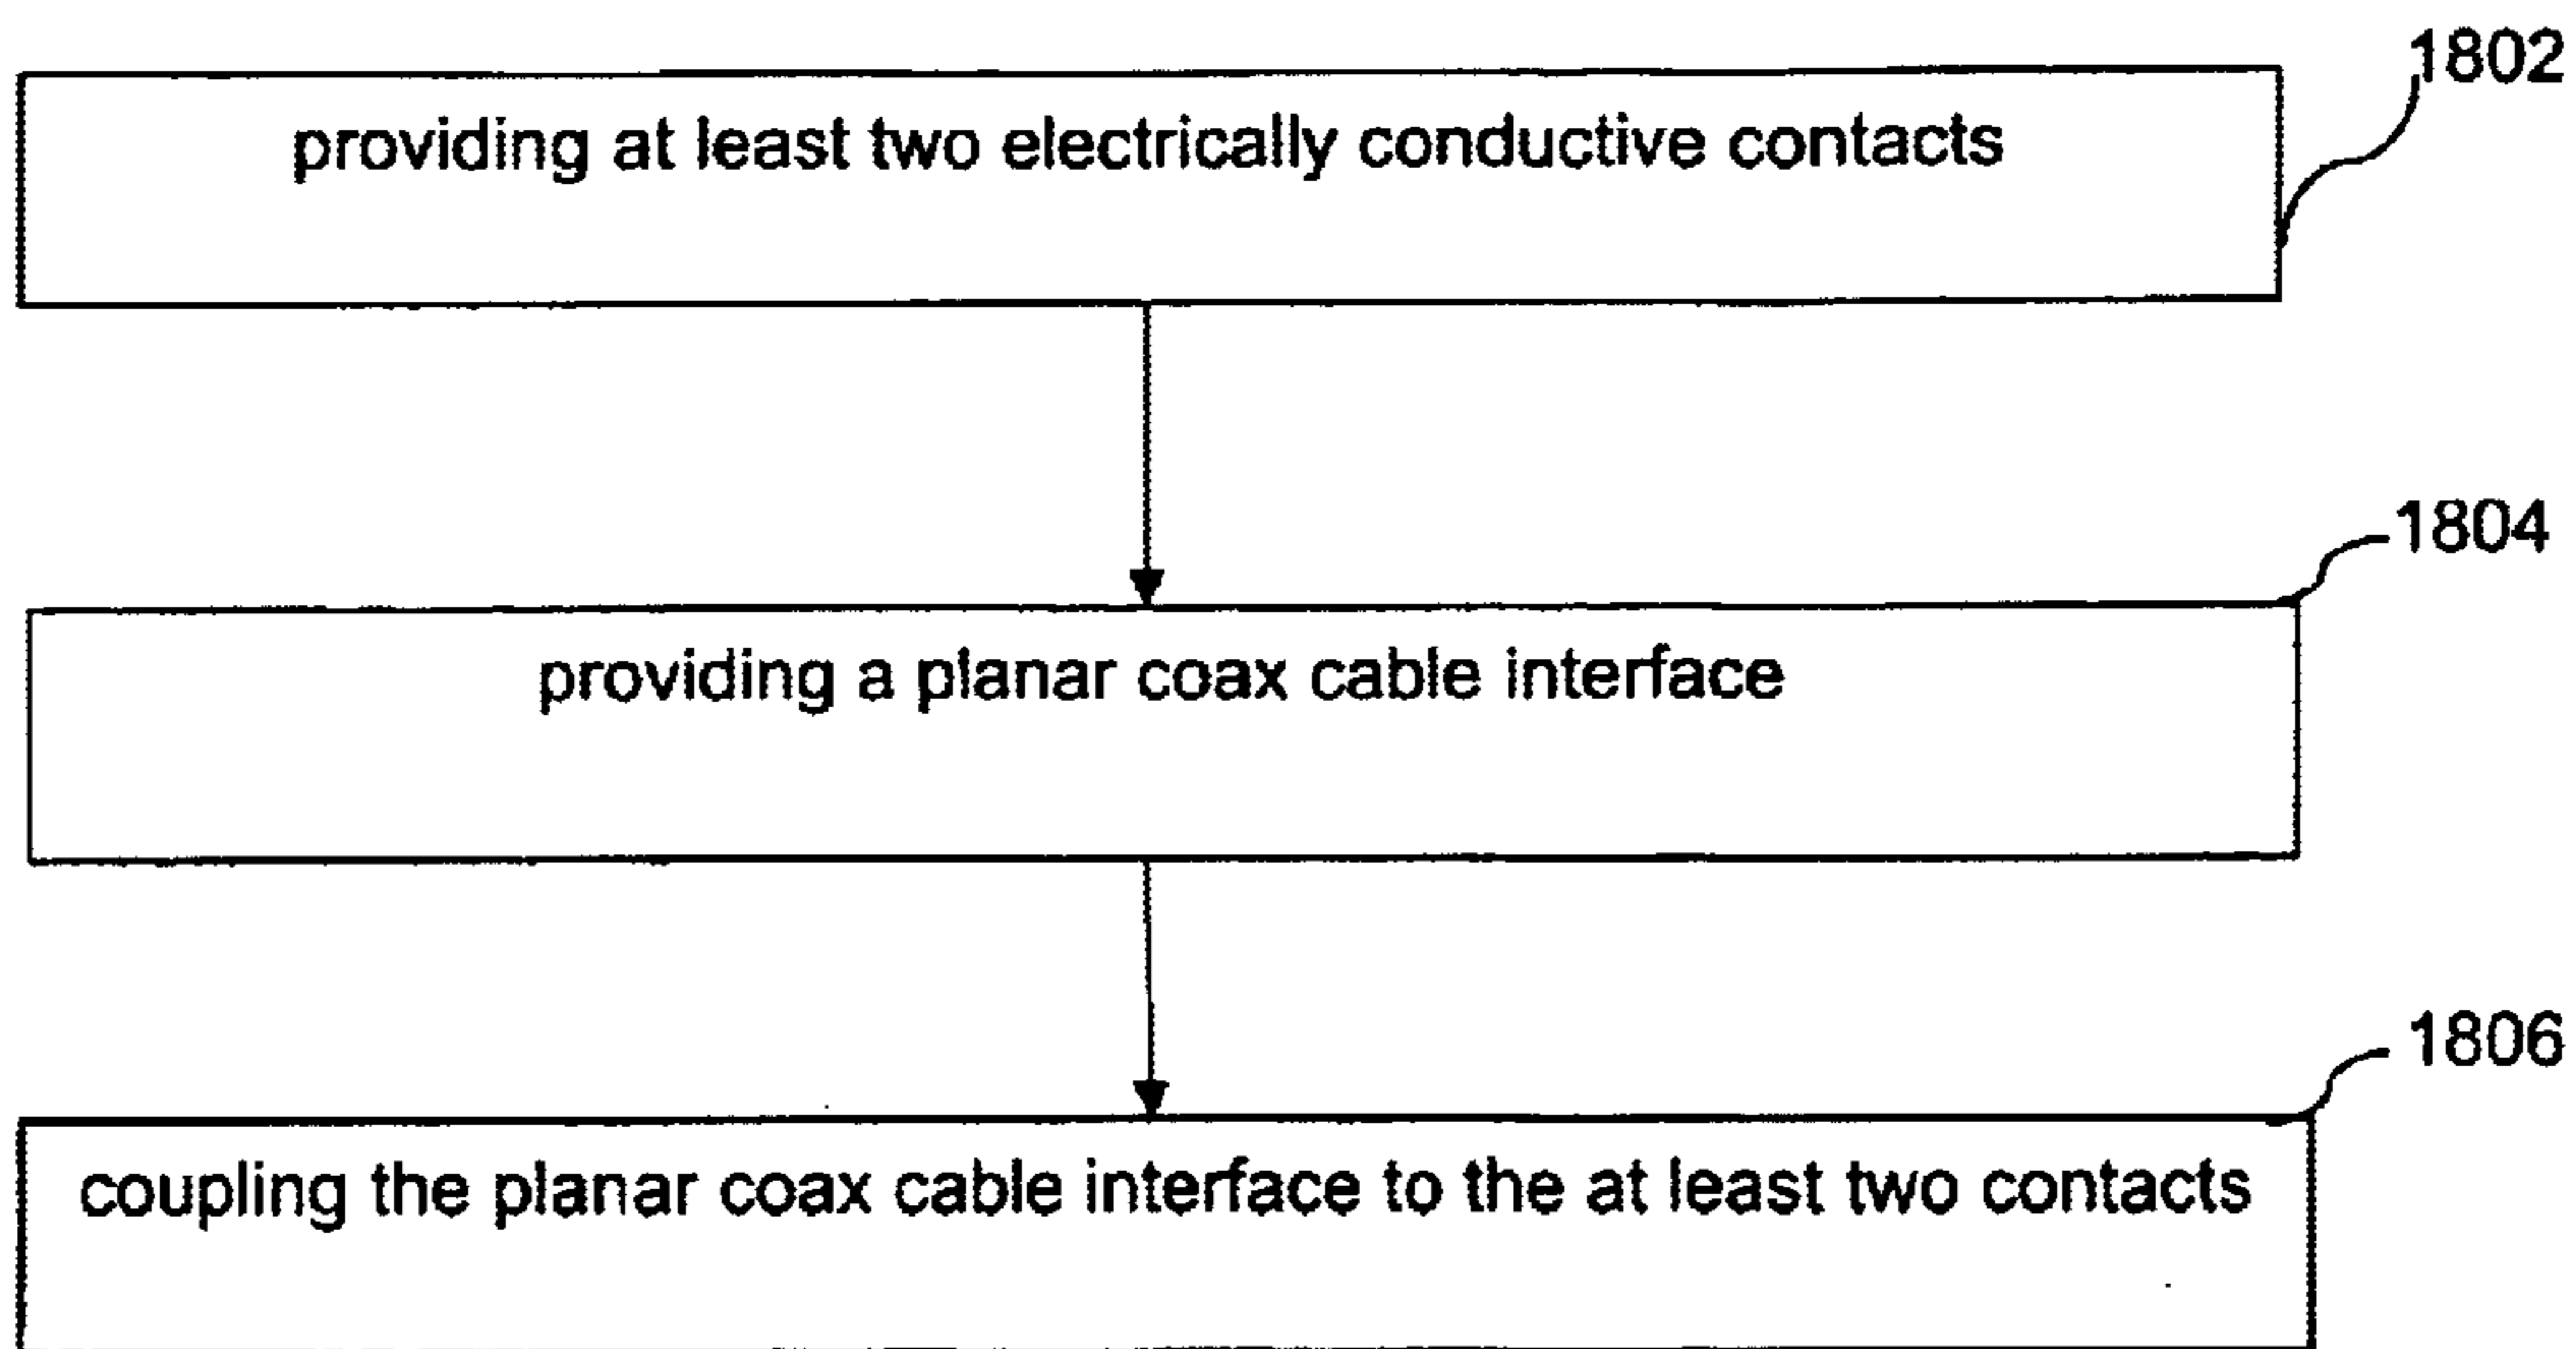 1802
providing at least two electrically conductive contacts
1804
providing a planar coax cable interface
1806
coupling the planar coax cable interface to the at least two contacts